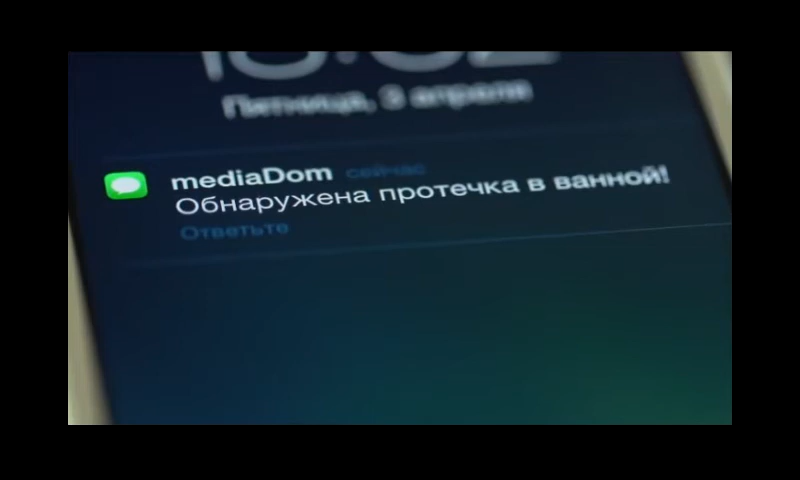 Пятница, 3 апреля
mediaDom сейчас
Обнаружена протечка в ванной!
Ответьте